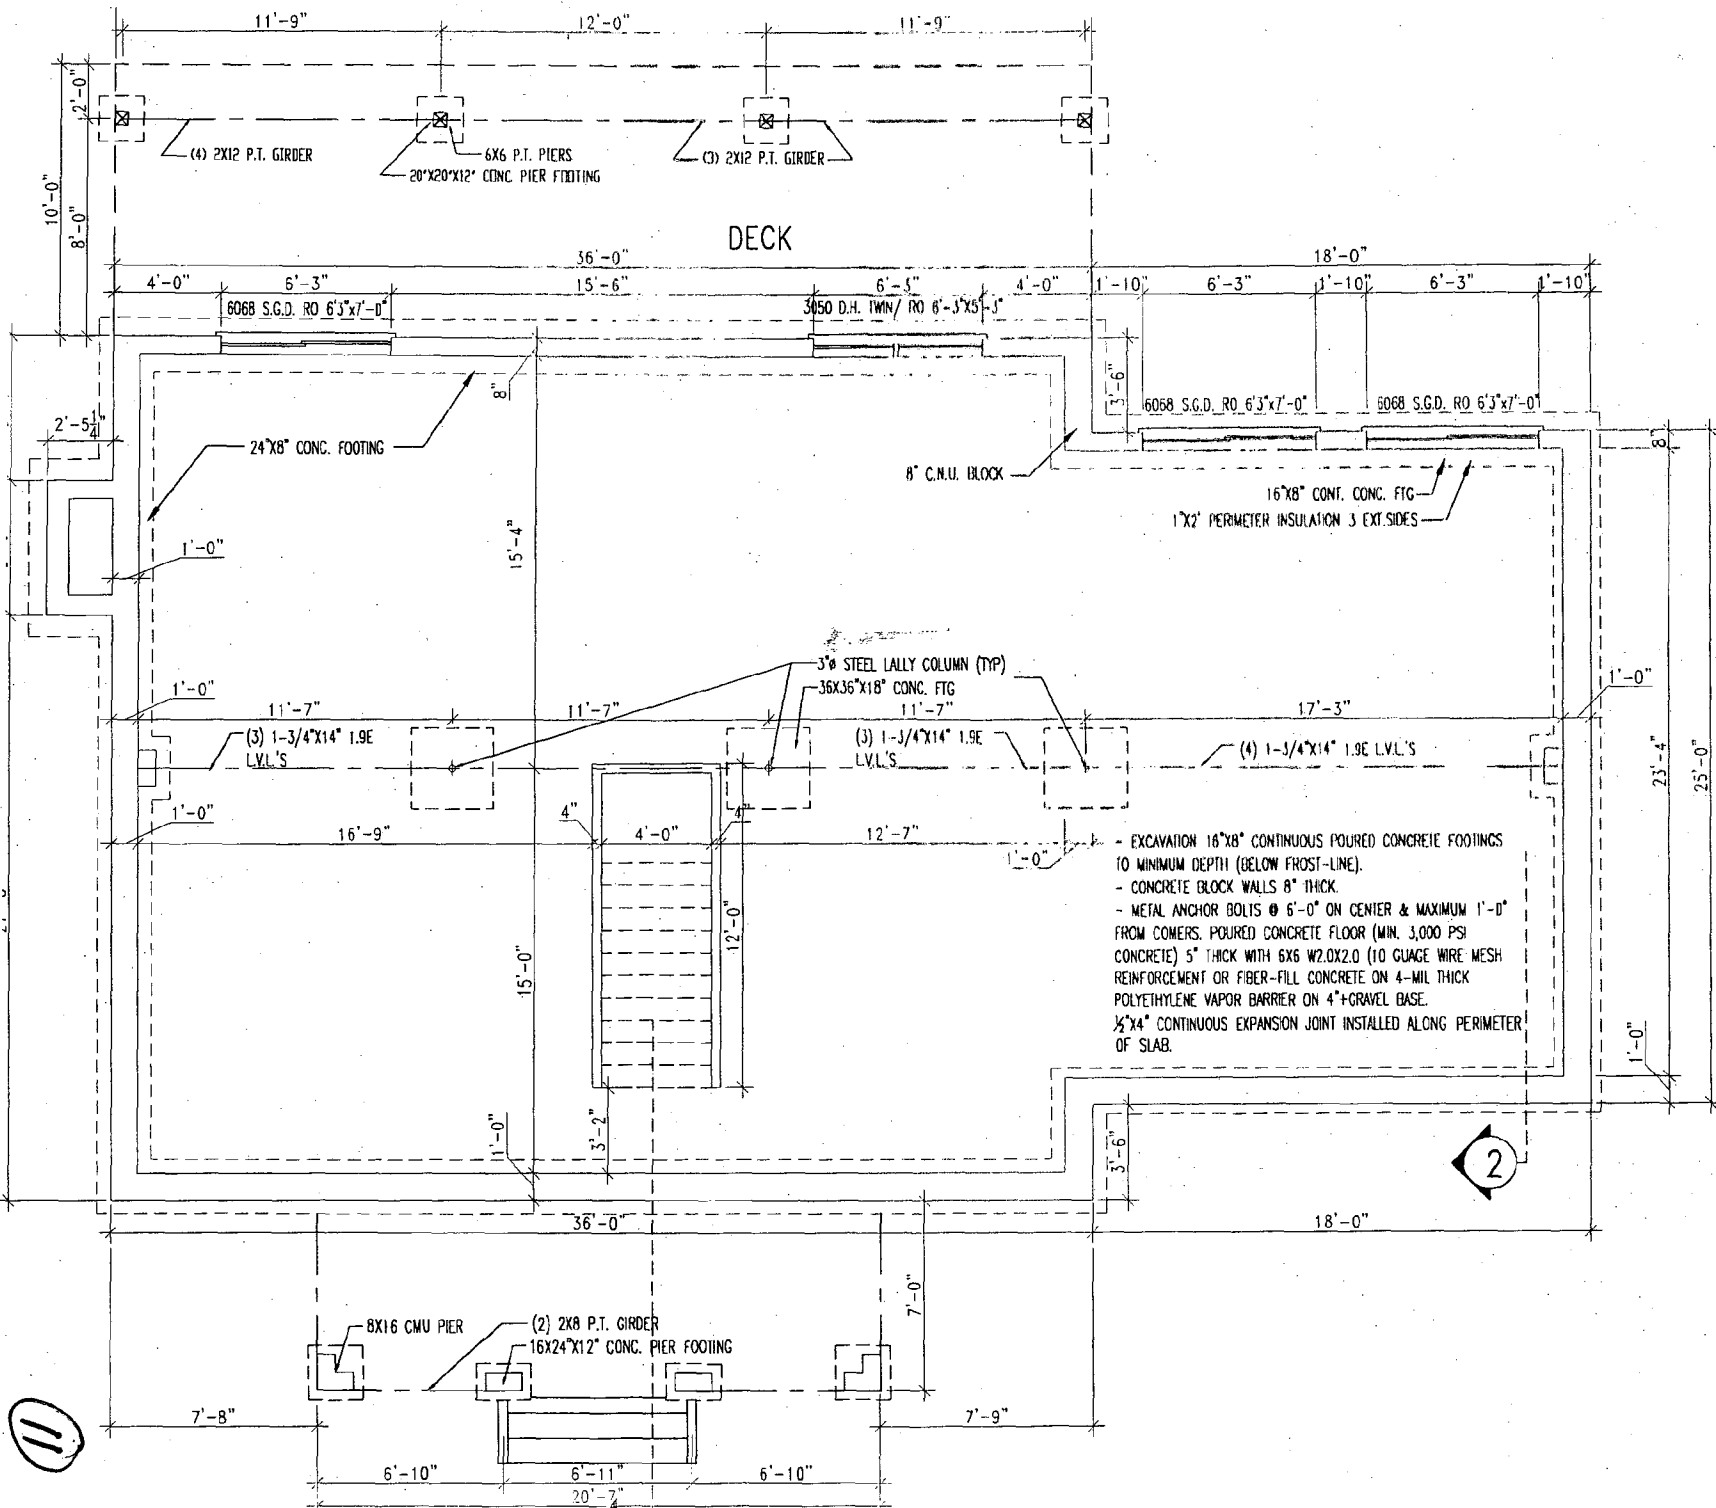 11'-9" 12'-0" 11'-9"
2'-0"
10'-0"
8'-0"
(4) 2X12 P.T. GIRDER
6X6 P.T. PIERS
20"X20"X12" CONC. PIER FOOTING
(3) 2X12 P.T. GIRDER
DECK
36'-0" 18'-0"
4'-0" 6'-3" 15'-6" 6'-3" 4'-0" 1'-10" 6'-3" 1'-10" 6'-3" 1'-10"
6068 S.G.D. RO 6'3"x7'-0"
3050 D.H. TWIN/ RO 6'-3"X5'-3"
8"
3'-6"
6068 S.G.D. RO 6'3"x7'-0"
6068 S.G.D. RO 6'3"x7'-0"
2'-5 1/4"
24"X8" CONC. FOOTING
8" C.M.U. BLOCK
8"
16"X8" CONT. CONC. FTG
1"X2' PERIMETER INSULATION 3 EXT.SIDES
15'-4"
1'-0"
3"ø STEEL LALLY COLUMN (TYP)
36X36"X18" CONC. FTG
1'-0"
11'-7" 11'-7" 11'-7" 17'-3"
1'-0"
(3) 1-3/4"X14" 1.9E
L.V.L.'S
(3) 1-3/4"X14" 1.9E
L.V.L.'S
(4) 1-3/4"X14" 1.9E L.V.L.'S
23'-4"
25'-0"
1'-0"
16'-9" 4" 4'-0" 4" 12'-7"
1'-0"
- EXCAVATION 16"X8" CONTINUOUS POURED CONCRETE FOOTINGS
TO MINIMUM DEPTH (BELOW FROST-LINE).
- CONCRETE BLOCK WALLS 8" THICK.
- METAL ANCHOR BOLTS @ 6'-0" ON CENTER & MAXIMUM 1'-0"
FROM COMERS. POURED CONCRETE FLOOR (MIN. 3,000 PSI
CONCRETE) 5" THICK WITH 6X6 W2.0X2.0 (10 GUAGE WIRE MESH
REINFORCEMENT OR FIBER-FILL CONCRETE ON 4-MIL THICK
POLYETHYLENE VAPOR BARRIER ON 4"+GRAVEL BASE.
½"X4" CONTINUOUS EXPANSION JOINT INSTALLED ALONG PERIMETER
OF SLAB.
12'-0"
15'-0"
1'-0"
1'-0"
3'-2"
3'-6"
2
36'-0" 18'-0"
7'-0"
8X16 CMU PIER
(2) 2X8 P.T. GIRDER
16X24"X12" CONC. PIER FOOTING
7'-8" 7'-9"
11
6'-10" 6'-11" 6'-10"
20'-7"